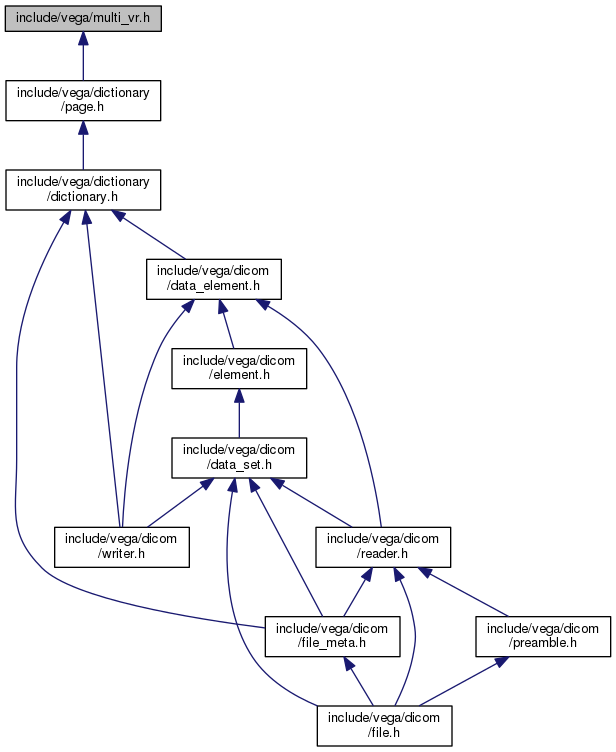 include/vega/multi_vr.h
include/vega/dictionary
/page.h
include/vega/dictionary
/dictionary.h
include/vega/dicom
/data_element.h
include/vega/dicom
/element.h
include/vega/dicom
/data_set.h
include/vega/dicom
/writer.h
include/vega/dicom
/reader.h
include/vega/dicom
/file_meta.h
include/vega/dicom
/preamble.h
include/vega/dicom
/file.h